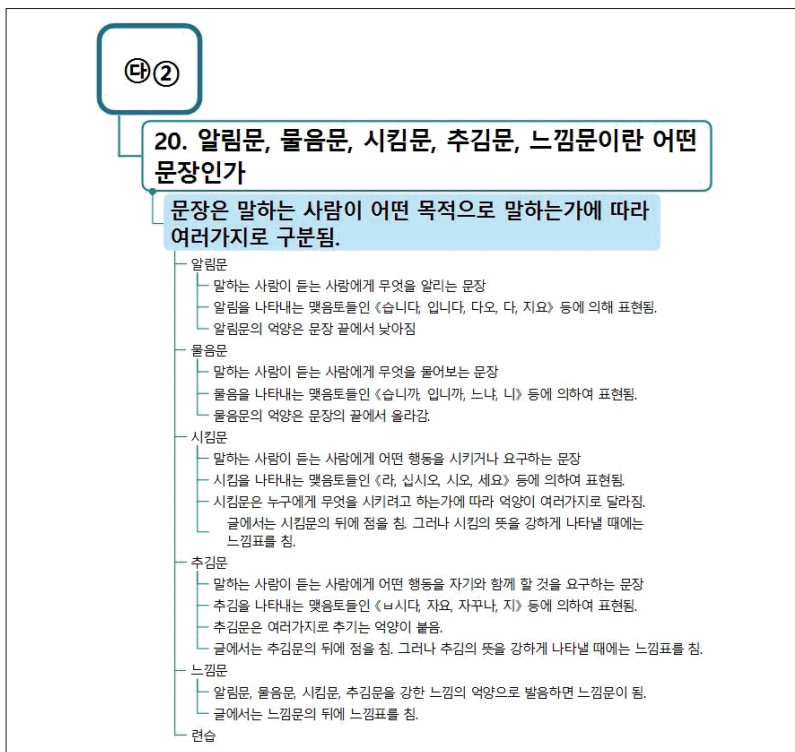 ㉰②
20. 알림문, 물음문, 시킴문, 추김문, 느낌문이란 어떤
문장인가
문장은 말하는 사람이 어떤 목적으로 말하는가에 따라
여러가지로 구분됨.
알림문
말하는 사람이 듣는 사람에게 무엇을 알리는 문장
알림을 나타내는 맺음토들인 《습니다, 입니다, 다오, 다, 지요》 등에 의해 표현됨.
알림문의 억양은 문장 끝에서 낮아짐
물음문
말하는 사람이 듣는 사람에게 무엇을 물어보는 문장
물음을 나타내는 맺음토들인 《습니까, 입니까, 느냐, 니》 등에 의하여 표현됨.
물음문의 억양은 문장의 끝에서 올라감.
시킴문
말하는 사람이 듣는 사람에게 어떤 행동을 시키거나 요구하는 문장
시킴을 나타내는 맺음토들인 《라, 십시오, 시오, 세요》 등에 의하여 표현됨.
시킴문은 누구에게 무엇을 시키려고 하는가에 따라 억양이 여러가지로 달라짐.
글에서는 시킴문의 뒤에 점을 침. 그러나 시킴의 뜻을 강하게 나타낼 때에는
느낌표를 침.
추김문
말하는 사람이 듣는 사람에게 어떤 행동을 자기와 함께 할 것을 요구하는 문장
추김을 나타내는 맺음토들인 《ㅂ시다, 자요, 자꾸나, 지》 등에 의하여 표현됨.
추김문은 여러가지로 추기는 억양이 붙음.
글에서는 추김문의 뒤에 점을 침. 그러나 추김의 뜻을 강하게 나타낼 때에는 느낌표를 침.
느낌문
알림문, 물음문, 시킴문, 추김문을 강한 느낌의 억양으로 발음하면 느낌문이 됨.
글에서는 느낌문의 뒤에 느낌표를 침.
련습